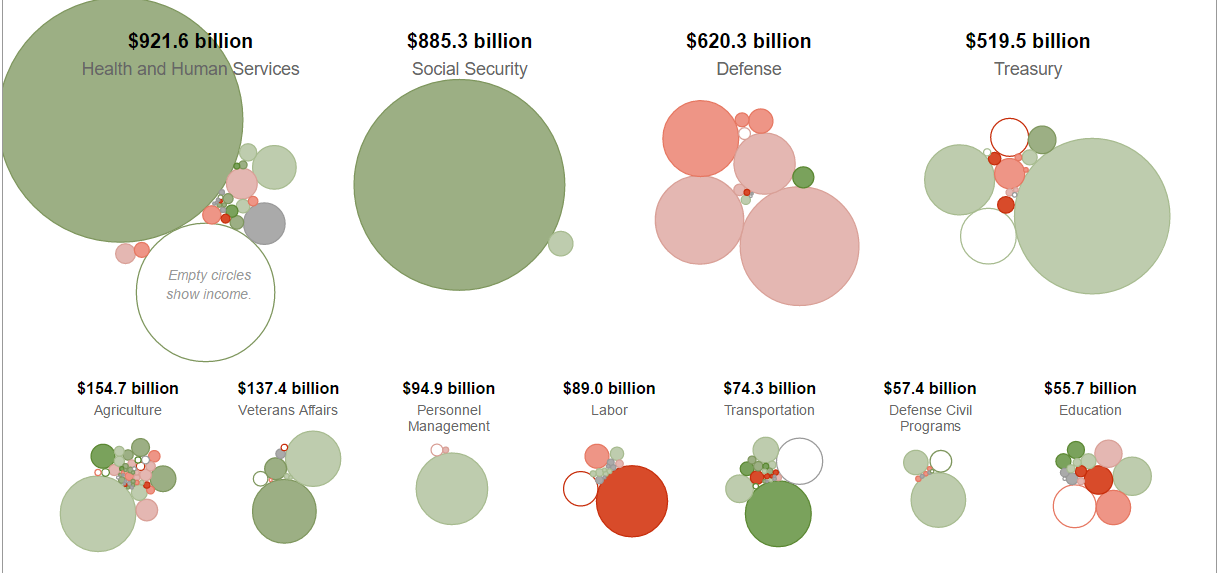 $921.6 billion
Health and Human Services
$885.3 billion
Social Security
$620.3 billion
Defense
$519.5 billion
Treasury
Empty circles
show income.
$154.7 billion
Agriculture
$137.4 billion
Veterans Affairs
$94.9 billion
Personnel
Management
$89.0 billion
Labor
$74.3 billion
Transportation
$57.4 billion
Defense Civil
Programs
$55.7 billion
Education